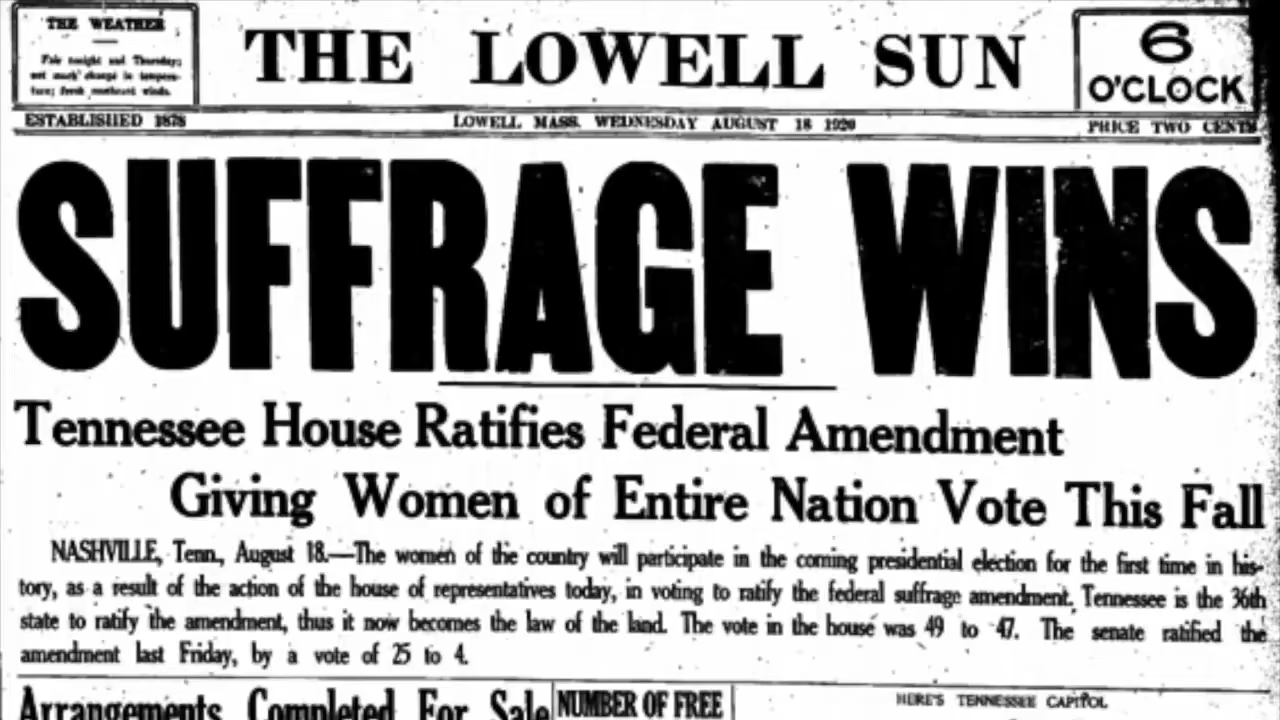 THE WEATHER
Fair tonight and Thursday;
not much change in tempera-
ture; fresh northeast winds.
THE LOWELL SUN
6
O'CLOCK
ESTABLISHED 1878
LOWELL MASS. WEDNESDAY AUGUST 18 1920
PRICE TWO CENTS
SUFFRAGE WINS
Tennessee House Ratifies Federal Amendment
Giving Women of Entire Nation Vote This Fall
NASHVILLE, Tenn., August 18.—The women of the country will participate in the coming presidential election for the first time in his-
tory, as a result of the action of the house of representatives today, in voting to ratify the federal suffrage amendment. Tennessee is the 36th
state to ratify the amendment, thus it now becomes the law of the land. The vote in the house was 49 to 47. The senate ratified the
amendment last Friday, by a vote of 25 to 4.
Arrangements Completed For Sale
NUMBER OF FREE
HERE'S TENNESSEE CAPITOL